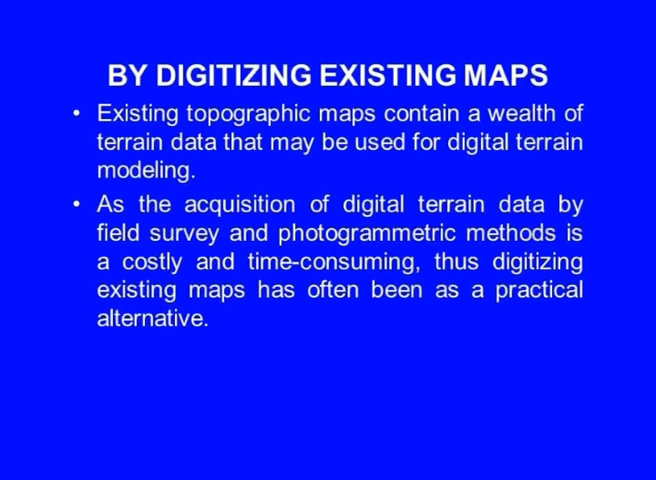 BY DIGITIZING EXISTING MAPS
• Existing topographic maps contain a wealth of
terrain data that may be used for digital terrain
modeling.
• As the acquisition of digital terrain data by
field survey and photogrammetric methods is
a costly and time-consuming, thus digitizing
existing maps has often been as a practical
alternative.